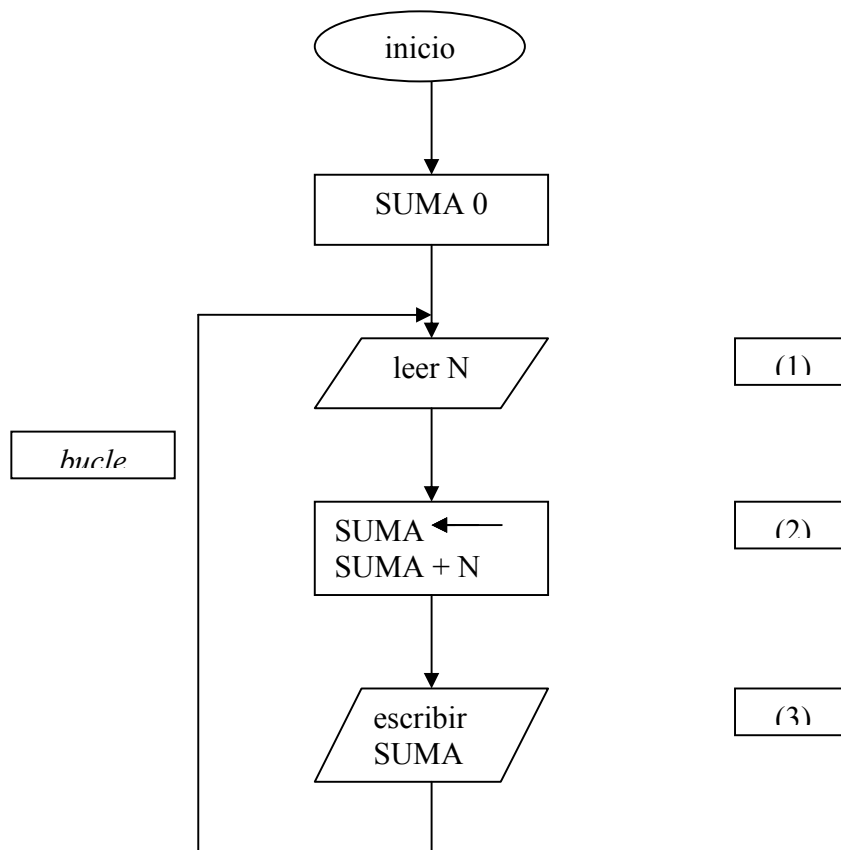 inicio
SUMA 0
leer N
(1)
bucle
SUMA
SUMA + N
(2)
escribir
SUMA
(3)